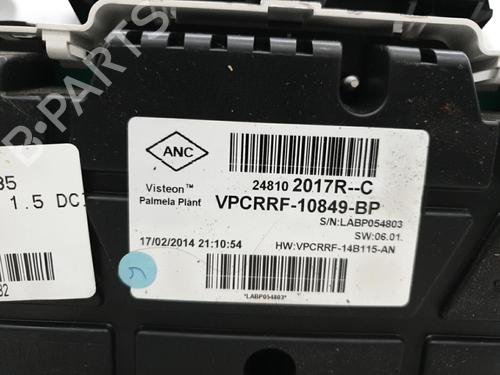 B-PARTS
ANC
24810 2017R--C
Visteon™
Palmela Plant
VPCRRF-10849-BP
S/N:LABP054803
SW:06.01.
17/02/2014 21:10:54
HW:VPCRRF-14B115-AN
*LABP054803*
35
1.5 DC
32